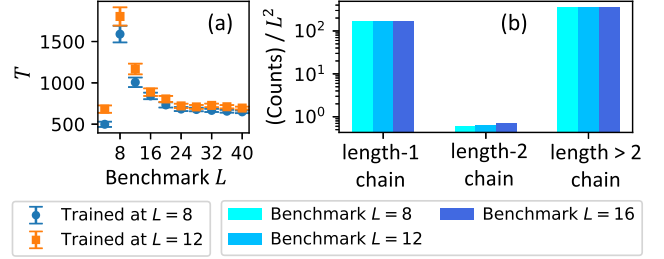 (a)
1500
1000
500
T
8 16 24 32 40
Benchmark L
Trained at L = 8
Trained at L = 12
(b)
10²
10⁰
(Counts) / L²
length-1 chain
length-2 chain
length > 2 chain
Benchmark L = 8
Benchmark L = 12
Benchmark L = 16